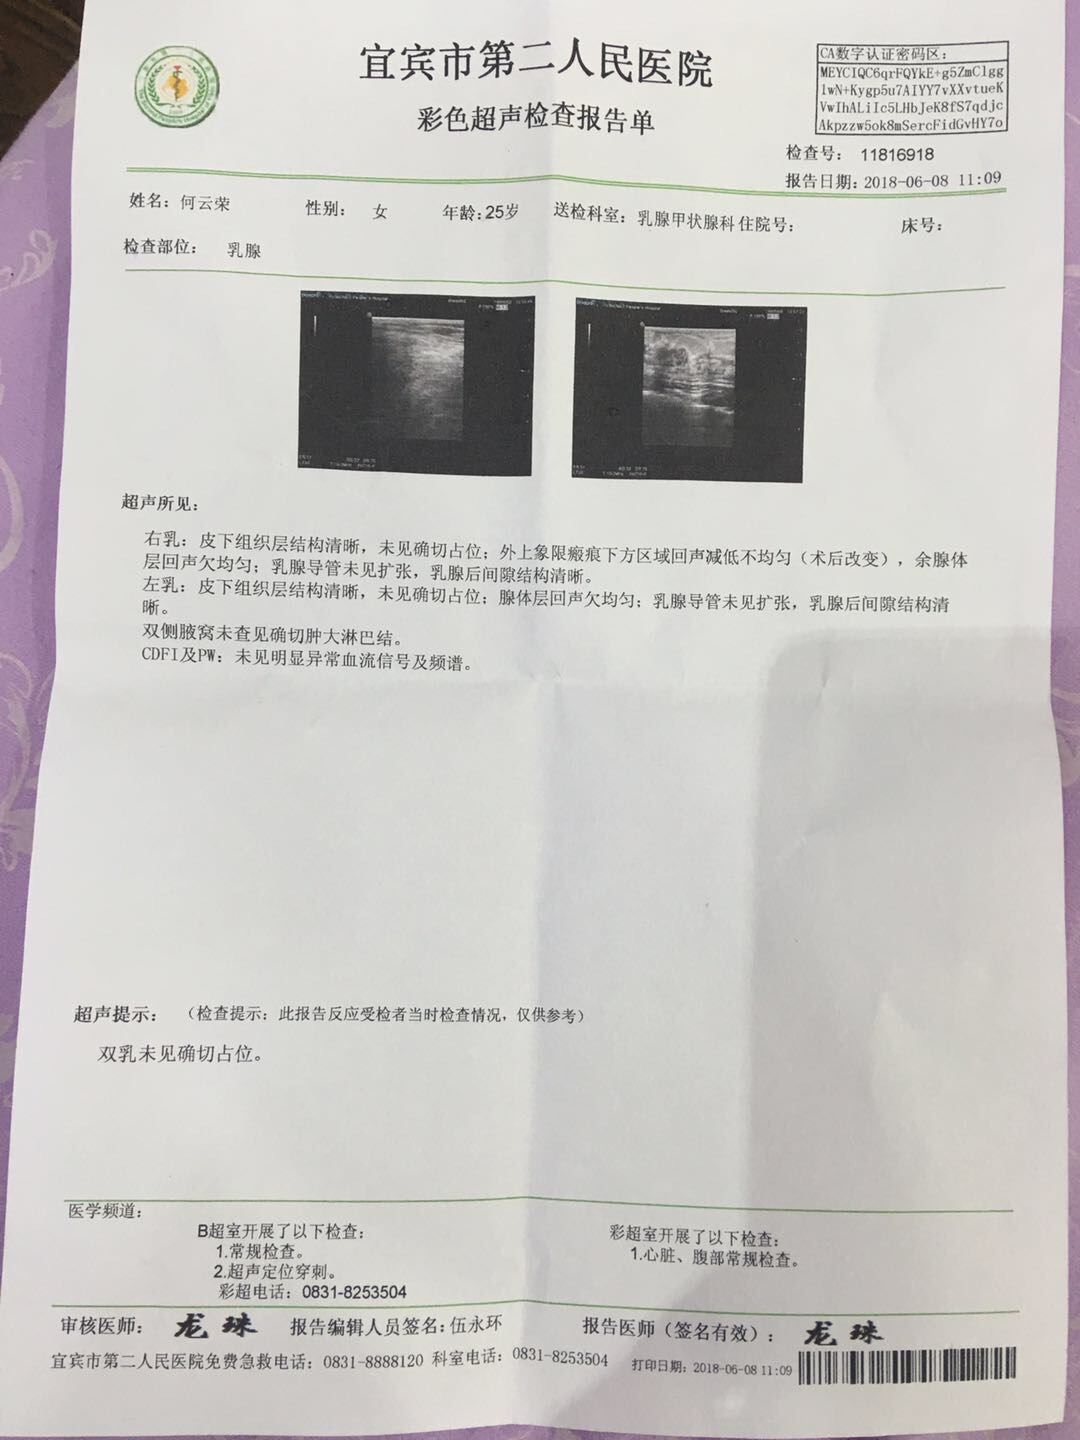 宜宾市第二人民医院
彩色超声检查报告单
CA数字认证密码区：
MEYCIQC6qrFQYkE+g5ZmClgg
1wN+Kygp5u7AIYY7vXXvtueK
VwIhALiIc5LHbJeK8fS7qdjc
Akpzzw5ok8mSercFidGvHY7o
检查号： 11816918
报告日期：2018-06-08 11:09
姓名：何云荣 性别： 女 年龄：25岁 送检科室：乳腺甲状腺科 住院号： 床号：
检查部位： 乳腺
超声所见：
右乳：皮下组织层结构清晰，未见确切占位；外上象限瘢痕下方区域回声减低不均匀（术后改变），余腺体
层回声欠均匀；乳腺导管未见扩张，乳腺后间隙结构清晰。
左乳：皮下组织层结构清晰，未见确切占位；腺体层回声欠均匀；乳腺导管未见扩张，乳腺后间隙结构清
晰。
双侧腋窝未查见确切肿大淋巴结。
CDFI及PW：未见明显异常血流信号及频谱。
超声提示： （检查提示：此报告反应受检者当时检查情况，仅供参考）
双乳未见确切占位。
医学频道：
B超室开展了以下检查：
1.常规检查。
2.超声定位穿刺。
彩超电话：0831-8253504
彩超室开展了以下检查：
1.心脏、腹部常规检查。
审核医师： 龙珠 报告编辑人员签名：伍永环 报告医师（签名有效）： 龙珠
宜宾市第二人民医院免费急救电话：0831-8888120 科室电话：0831-8253504 打印日期：2018-06-08 11:09